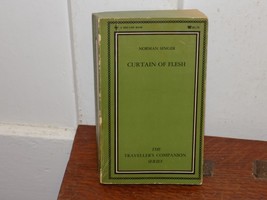 NORMAN SINGER
CURTAIN OF FLESH
THE
TRAVELLER'S COMPANION
SERIES